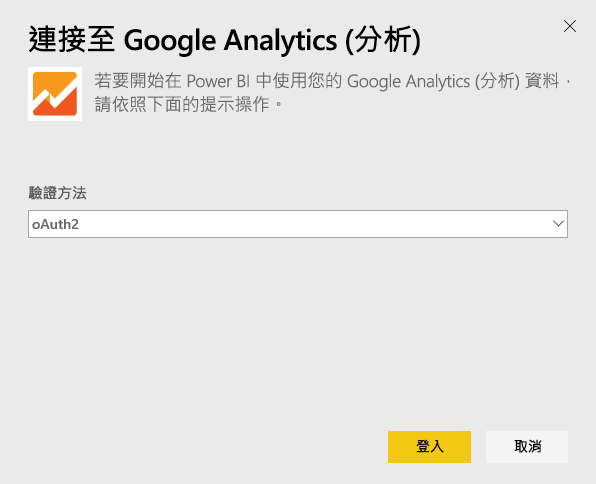 連接至 Google Analytics (分析)
若要開始在 Power BI 中使用您的 Google Analytics (分析) 資料，
請依照下面的提示操作。
驗證方法
oAuth2
登入
取消